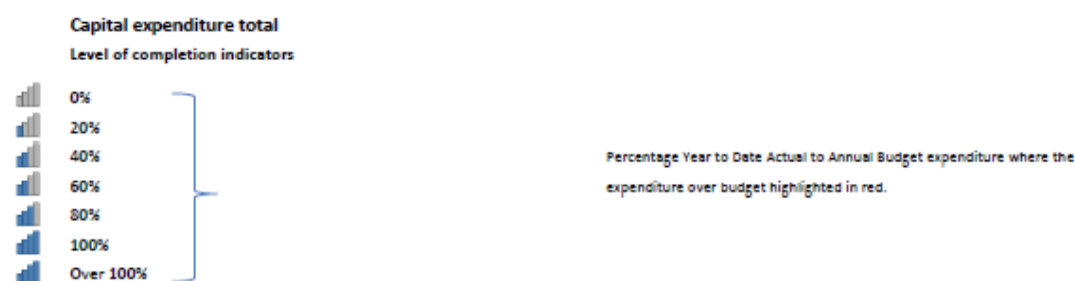 Capital expenditure total
Level of completion indicators
0%
20%
40%
60%
80%
100%
Over 100%
Percentage Year to Date Actual to Annual Budget expenditure where the
expenditure over budget highlighted in red.